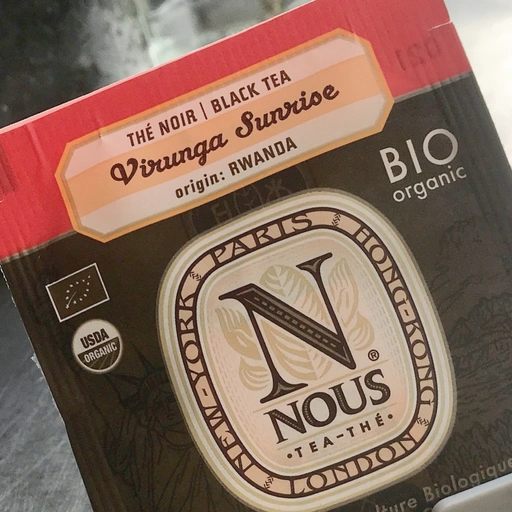 THÉ NOIR | BLACK TEA
Virunga Sunrise
origin: RWANDA
BIO
organic
USDA
ORGANIC
NEW-YORK PARIS HONG-KONG LONDON
N
NOUS
•TEA-THÉ•
®
Biologique